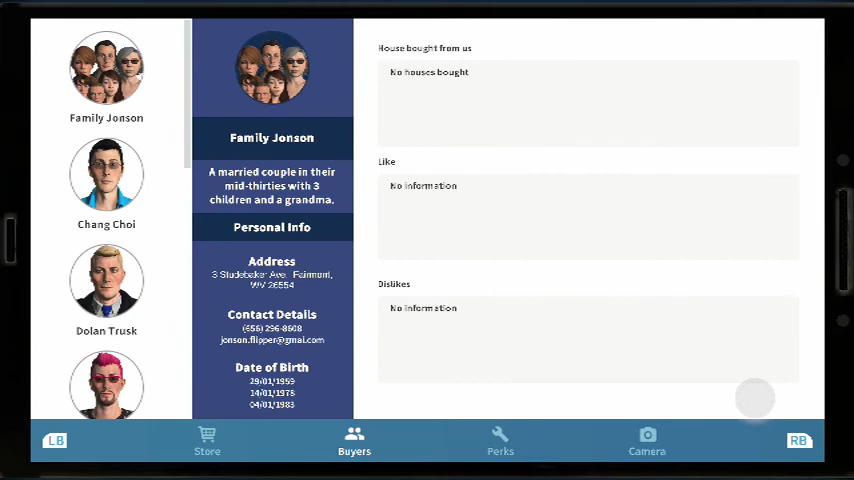 Family Jonson
Chang Choi
Dolan Trusk
Family Jonson
A married couple in their
mid-thirties with 3
children and a grandma.
Personal Info
Address
3 Studebaker Ave, Fairmont,
WV 26554
Contact Details
(656) 296-8608
jonson.flipper@gmai.com
Date of Birth
29/01/1959
14/01/1978
04/01/1983
House bought from us
No houses bought
Like
No information
Dislikes
No information
LB
Store
Buyers
Perks
Camera
RB